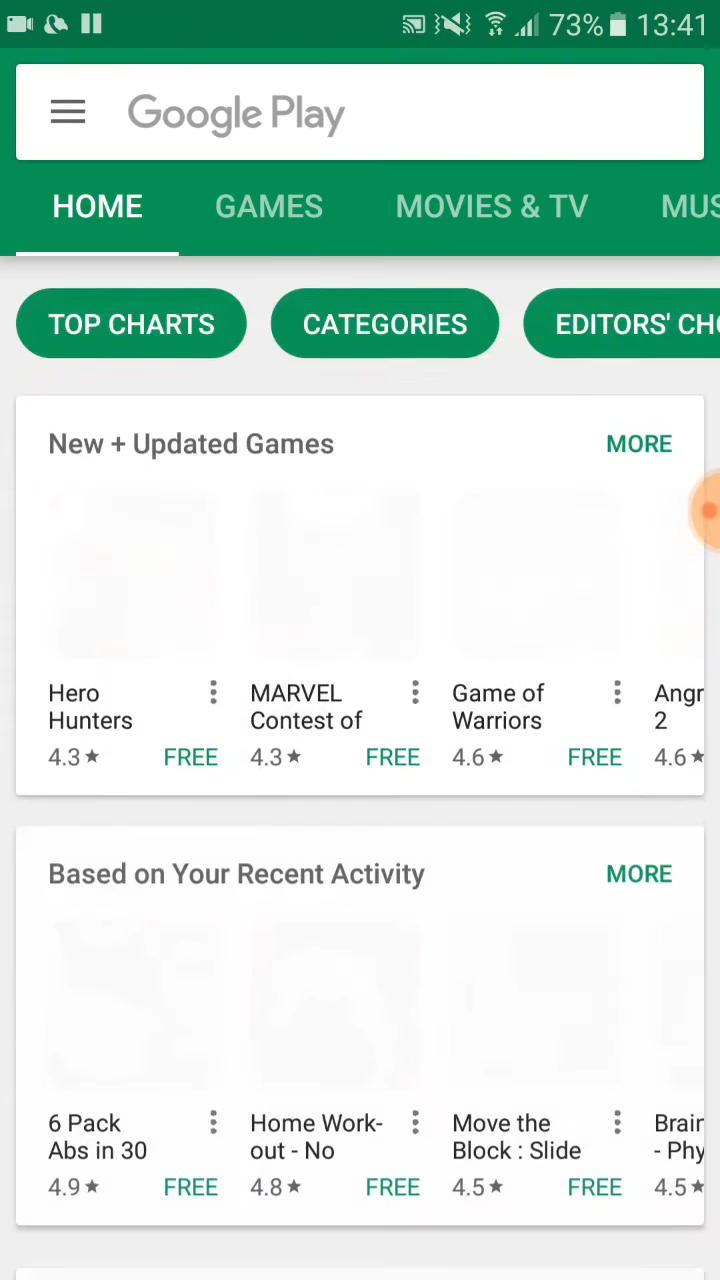 73% 13:41
Google Play
HOME GAMES MOVIES & TV MUS
TOP CHARTS CATEGORIES EDITORS' CHO
New + Updated Games MORE
Hero Hunters
4.3★ FREE
MARVEL Contest of
4.3★ FREE
Game of Warriors
4.6★ FREE
Angr 2
4.6★
Based on Your Recent Activity MORE
6 Pack Abs in 30
4.9★ FREE
Home Work-out - No
4.8★ FREE
Move the Block : Slide
4.5★ FREE
Brain - Phy
4.5★